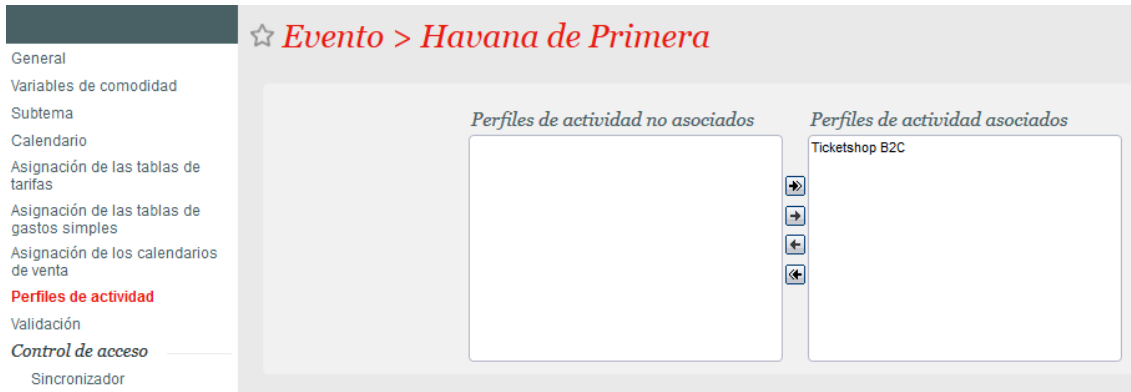 Evento > Havana de Primera
General
Variables de comodidad
Subtema
Calendario
Asignación de las tablas de
tarifas
Asignación de las tablas de
gastos simples
Asignación de los calendarios
de venta
Perfiles de actividad
Validación
Control de acceso
Sincronizador
Perfiles de actividad no asociados
Perfiles de actividad asociados
Ticketshop B2C